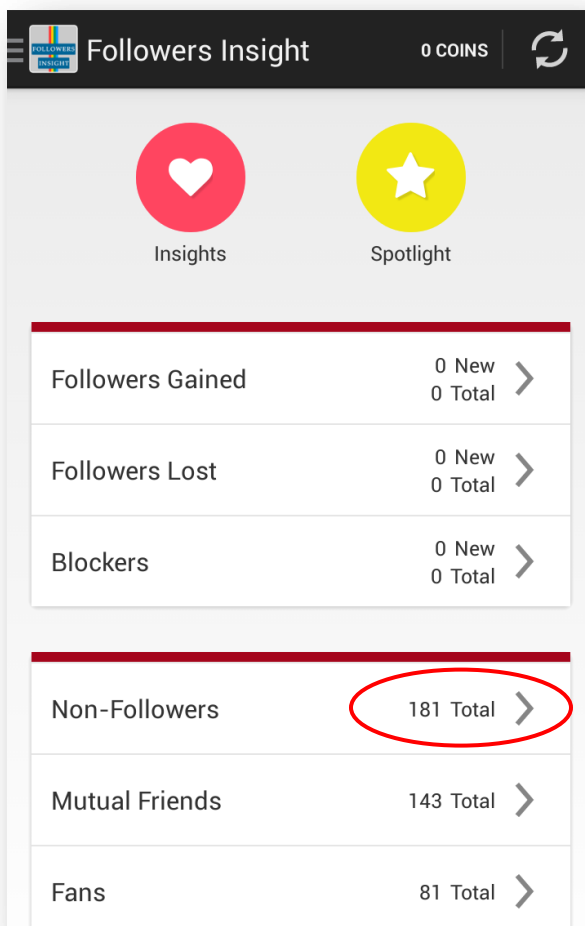 FOLLOWERS
INSIGHT
Followers Insight
0 COINS
Insights
Spotlight
Followers Gained
0 New
0 Total
Followers Lost
0 New
0 Total
Blockers
0 New
0 Total
Non-Followers
181 Total
Mutual Friends
143 Total
Fans
81 Total